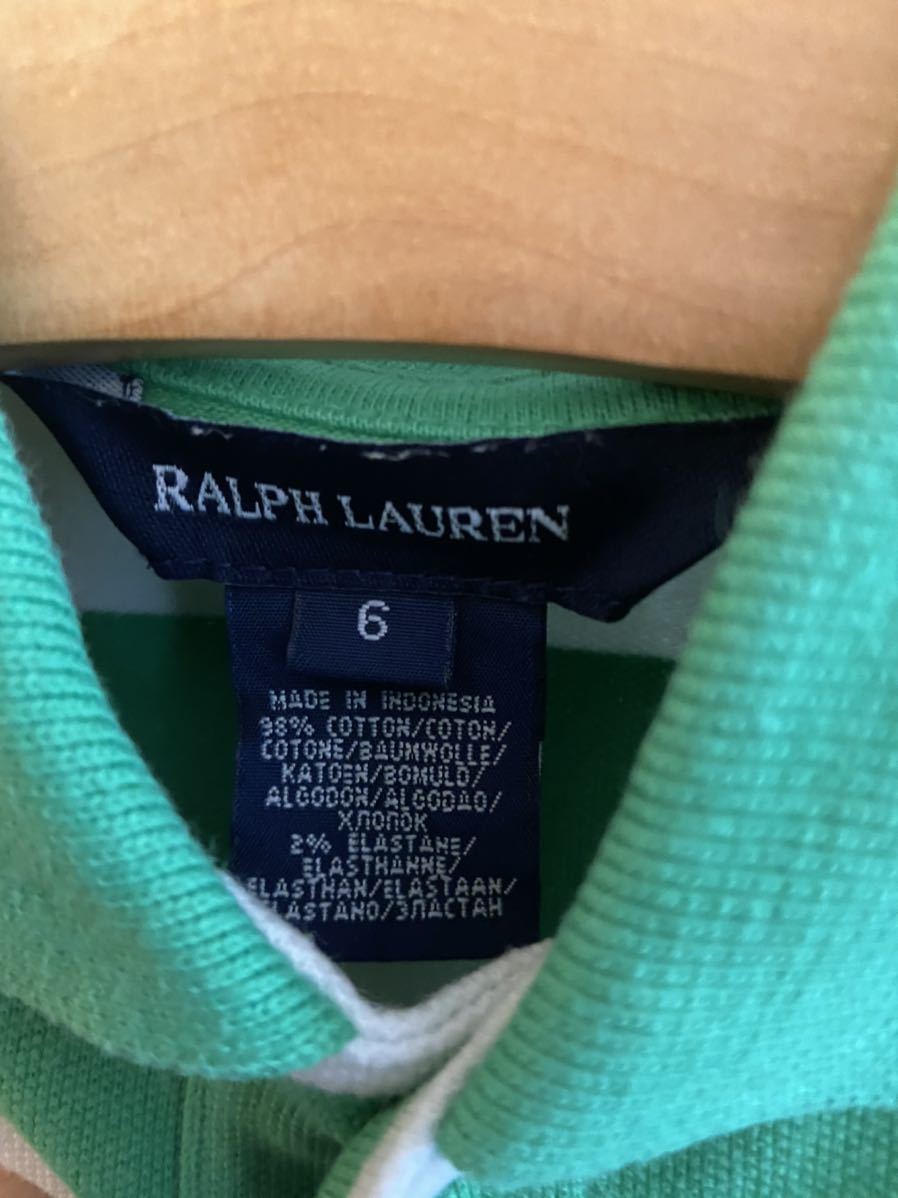 RALPH LAUREN
6
MADE IN INDONESIA
98% COTTON/COTON/
COTONE/BAUMWOLLE/
KATOEN/BOMULD/
ALGODON/ALGODAO/
ХЛОПОК
2% ELASTANE/
ELASTHANNE/
ELASTHAN/ELASTAAN/
ELASTANO/ЭЛАСТАН